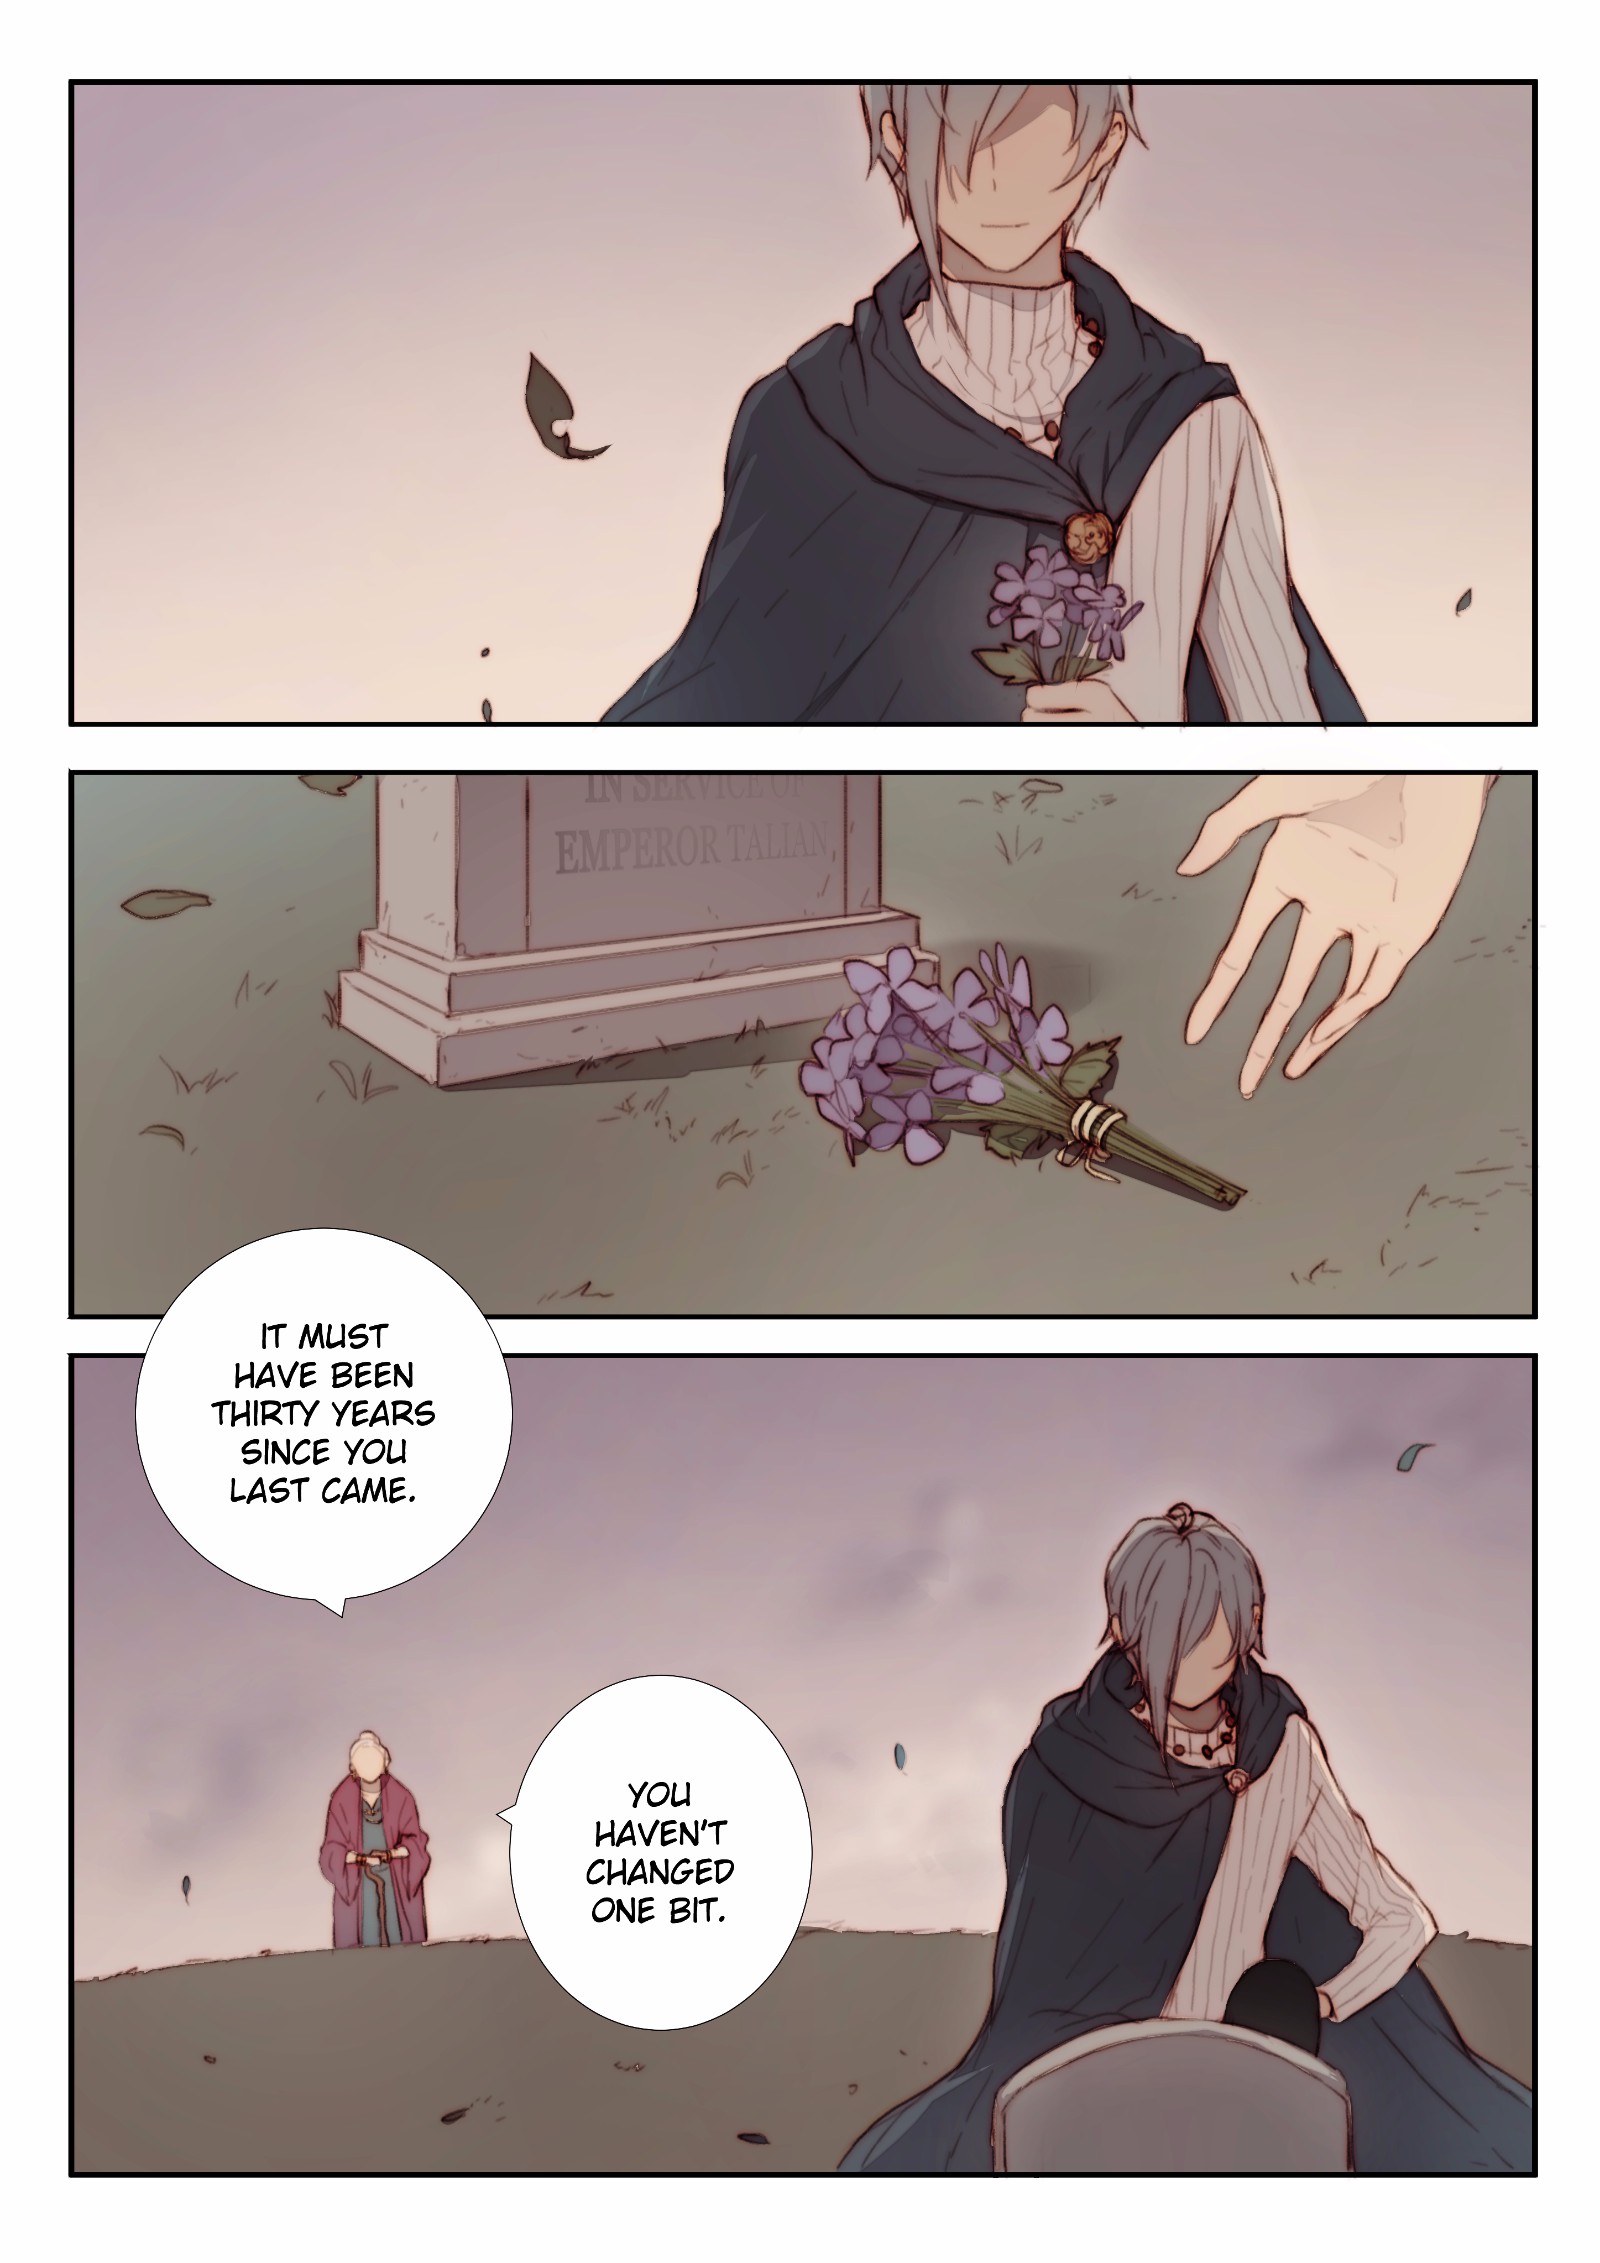 IN SERVICE OF
EMPEROR TALIAN
IT MUST
HAVE BEEN
THIRTY YEARS
SINCE YOU
LAST CAME.
YOU
HAVEN'T
CHANGED
ONE BIT.